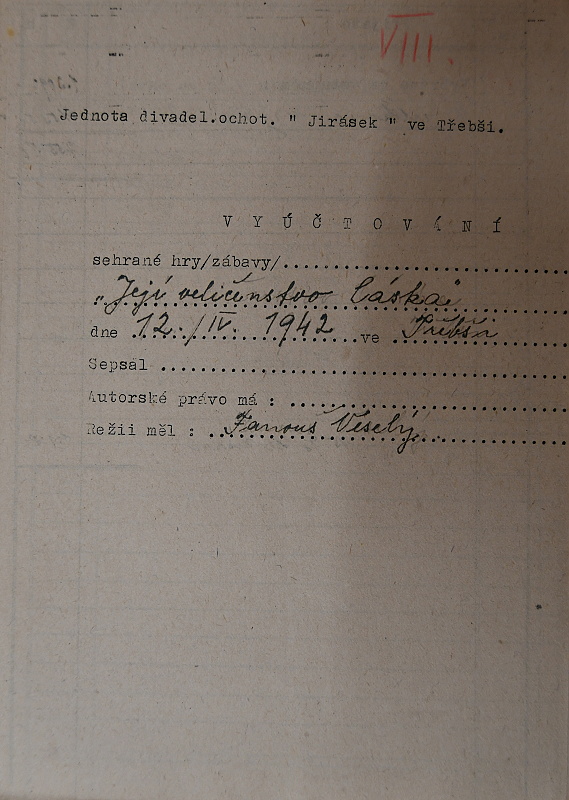 VIII.
Jednota divadel.ochot. " Jirásek " ve Třebši.
V Y Ú Č T O V Á N Í
sehrané hry/zábavy/..............................
„Její veličenstvo láska"
dne 12./IV. 1942 ve Třebši
Sepsal ..............................
Autorské právo má : ..............................
Režii měl : Fanouš Veselý